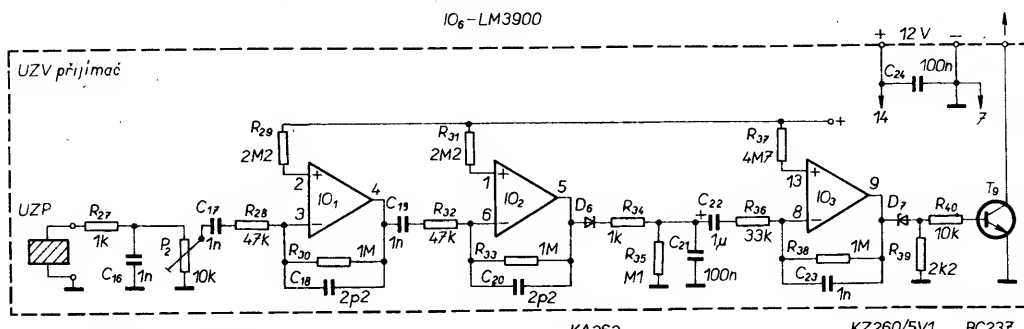 IO6-LM3900
+ 12 V −
UZV přijímač
C24 100n
14
7
R29
2M2
R31
2M2
R37
4M7
+
2
+
IO1
4
3
−
1
+
IO2
5
6
−
13
+
IO3
9
8
−
T9
UZP
R27
1k
C16
1n
P2
10k
C17
1n
R28
47k
R30
1M
C18
2p2
C19
1n
R32
47k
R33
1M
C20
2p2
D6
R34
1k
R35
M1
C21
100n
+
C22
1μ
R36
33k
R38
1M
C23
1n
D7
R40
10k
R39
2k2
KZ260/5V1
BC237